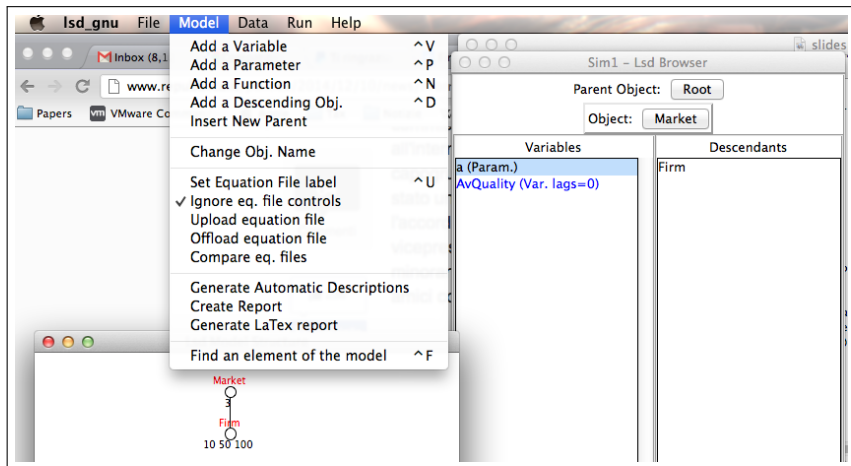 lsd_gnu File Model Data Run Help
Inbox (8,1
www.re
Papers VMware Co
Add a Variable ^V
Add a Parameter ^P
Add a Function ^N
Add a Descending Obj. ^D
Insert New Parent
Change Obj. Name
Set Equation File label ^U
✓ Ignore eq. file controls
Upload equation file
Offload equation file
Compare eq. files
Generate Automatic Descriptions
Create Report
Generate LaTex report
Find an element of the model ^F
slides
Sim1 - Lsd Browser
Parent Object: Root
Object: Market
Variables Descendants
a (Param.) Firm
AvQuality (Var. lags=0)
Market
3
Firm
10 50 100